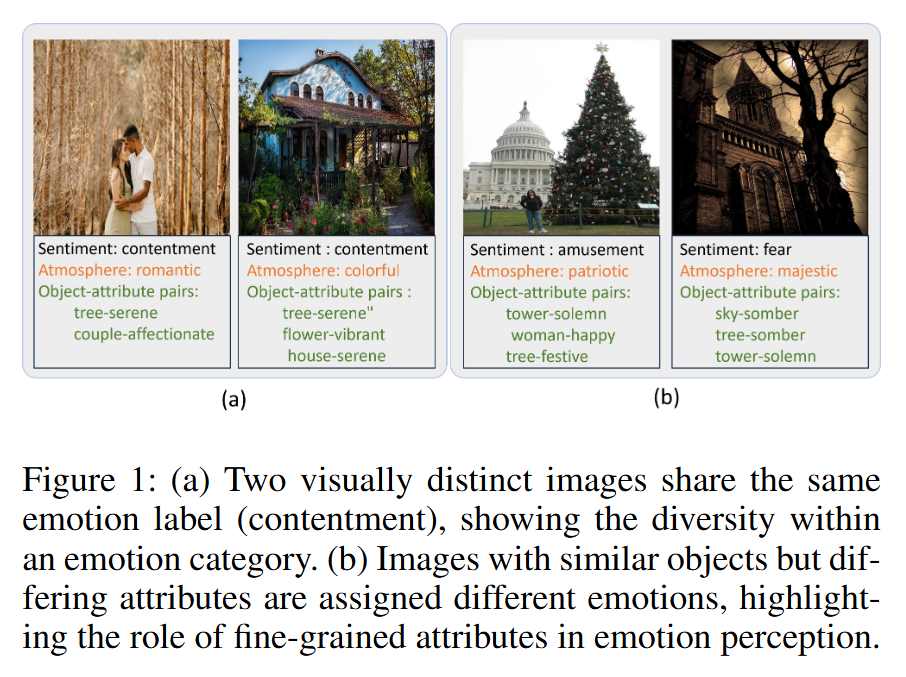 Sentiment: contentment
Atmosphere: romantic
Object-attribute pairs:
tree-serene
couple-affectionate
Sentiment : contentment
Atmosphere: colorful
Object-attribute pairs :
tree-serene"
flower-vibrant
house-serene
Sentiment : amusement
Atmosphere: patriotic
Object-attribute pairs:
tower-solemn
woman-happy
tree-festive
Sentiment: fear
Atmosphere: majestic
Object-attribute pairs:
sky-somber
tree-somber
tower-solemn
(a)
(b)
Figure 1: (a) Two visually distinct images share the same
emotion label (contentment), showing the diversity within
an emotion category. (b) Images with similar objects but dif-
fering attributes are assigned different emotions, highlight-
ing the role of fine-grained attributes in emotion perception.